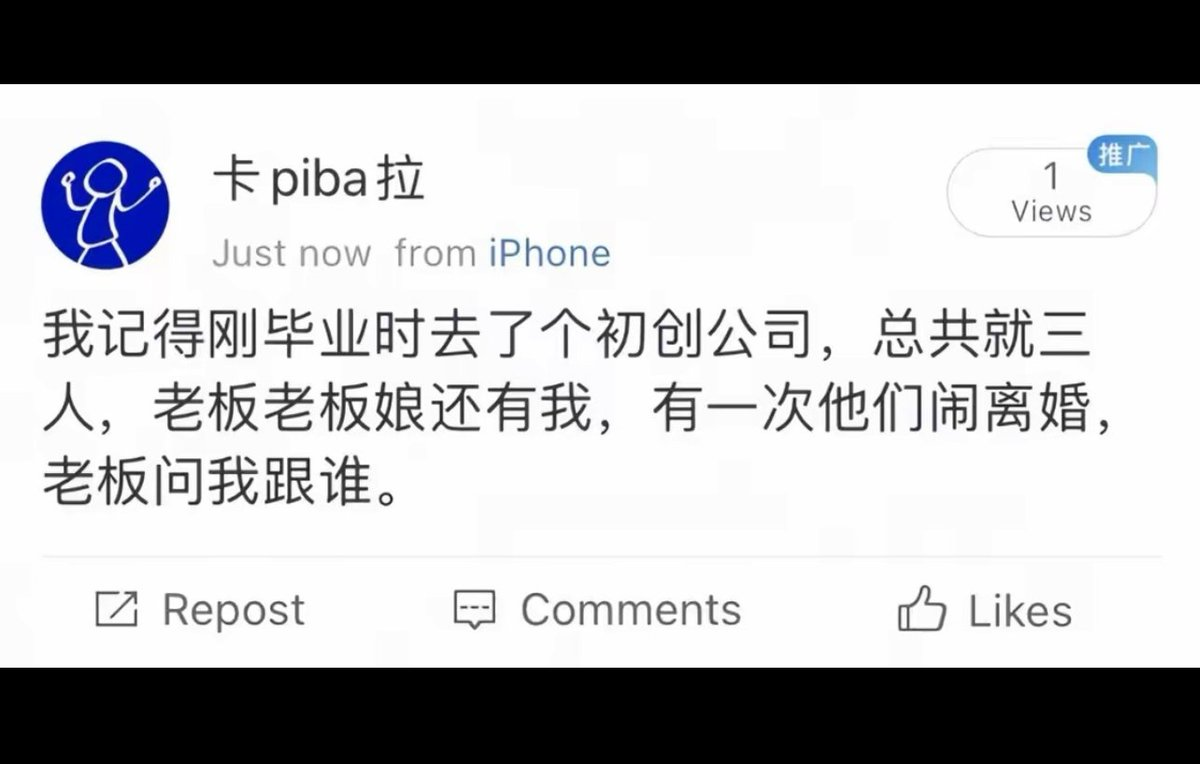 卡piba拉
Just now from iPhone
推广
1
Views
我记得刚毕业时去了个初创公司，总共就三
人，老板老板娘还有我，有一次他们闹离婚，
老板问我跟谁。
Repost
Comments
Likes